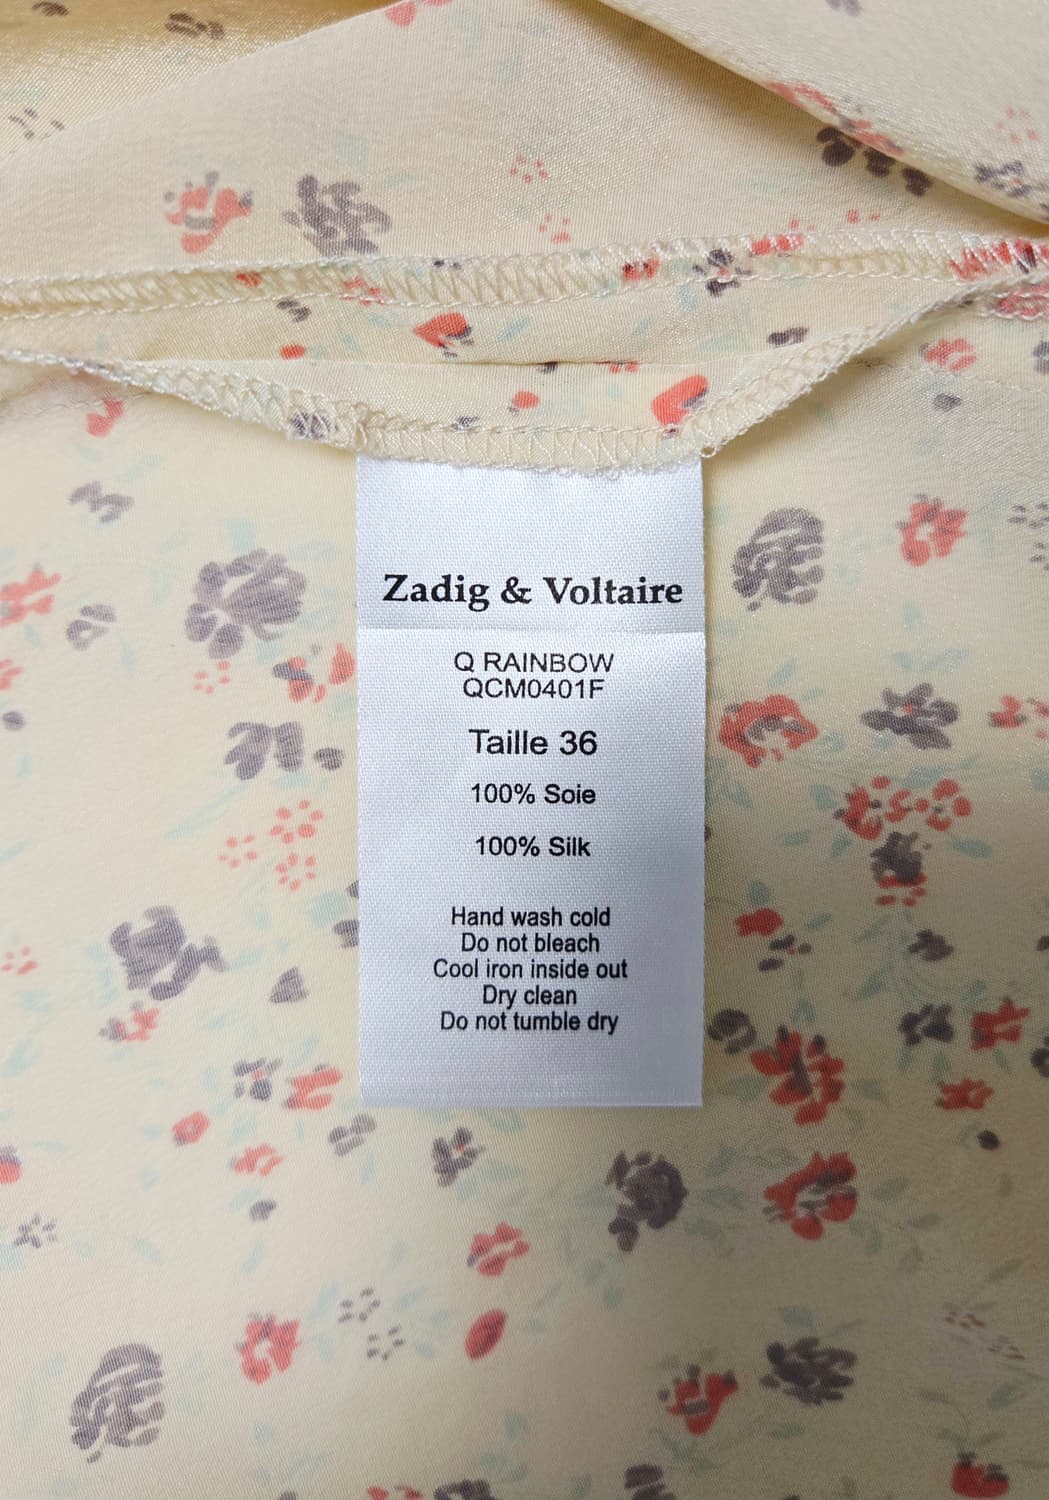 Zadig & Voltaire
Q RAINBOW
QCM0401F
Taille 36
100% Soie
100% Silk
Hand wash cold
Do not bleach
Cool iron inside out
Dry clean
Do not tumble dry